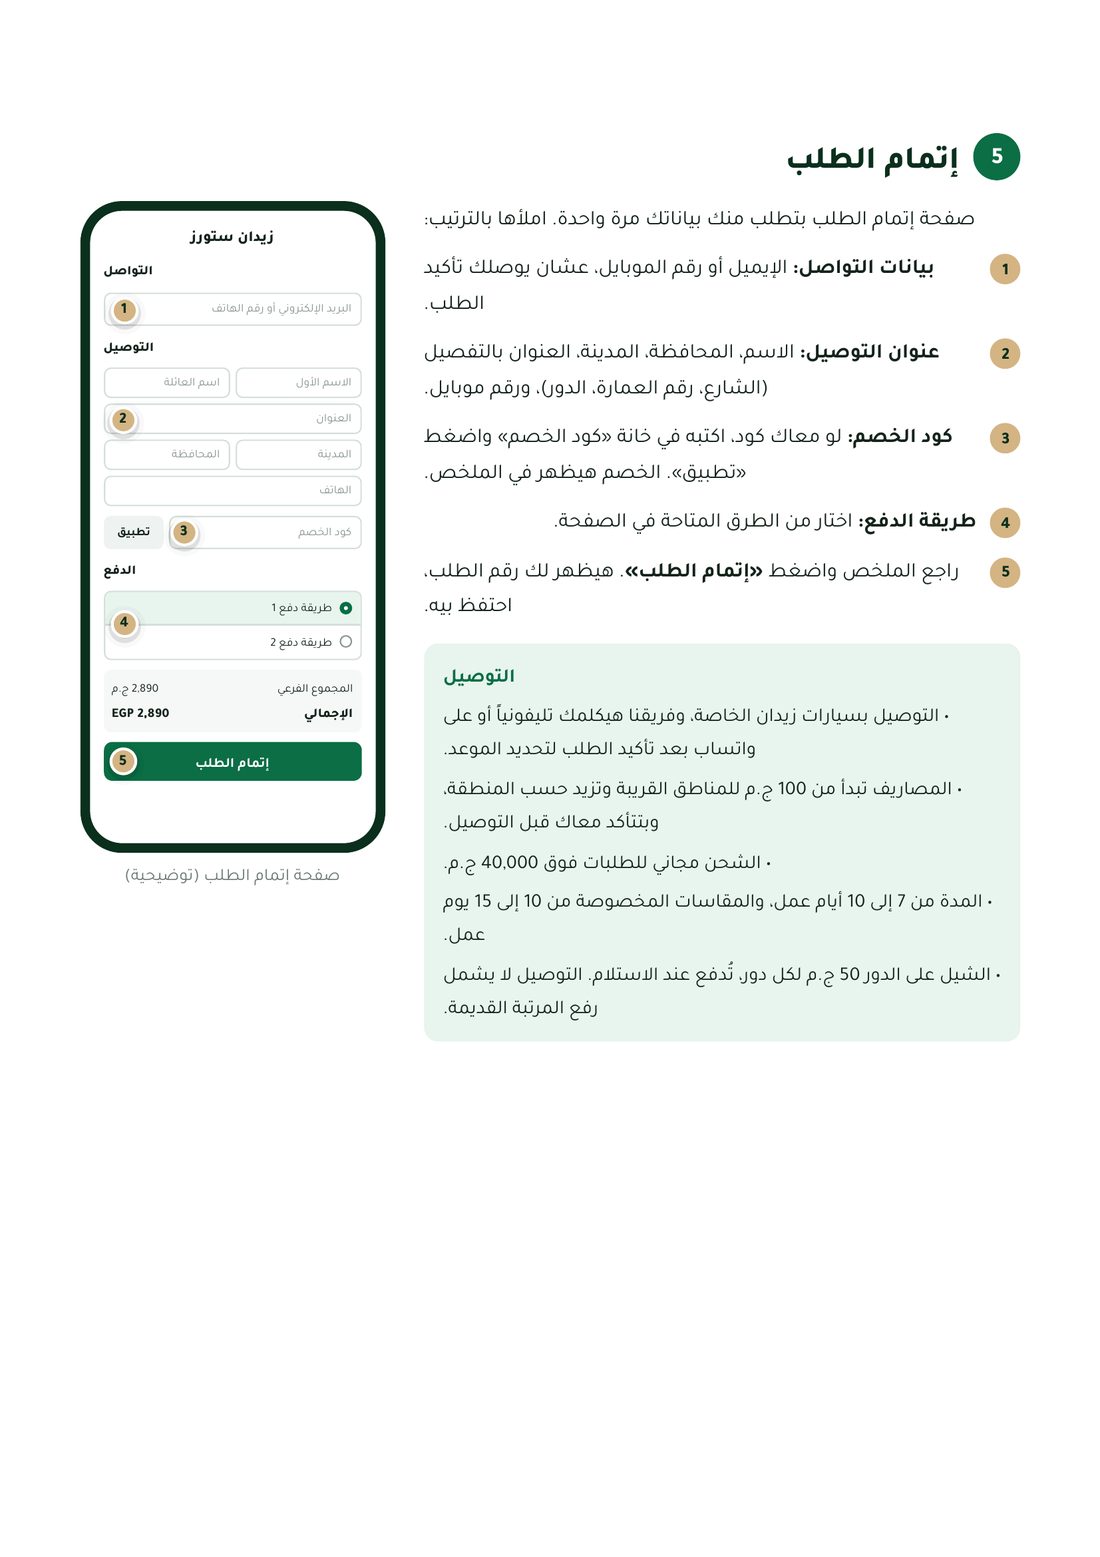 5 إتمام الطلب
صفحة إتمام الطلب بتطلب منك بياناتك مرة واحدة. املأها بالترتيب:
1 بيانات التواصل: الإيميل أو رقم الموبايل، عشان يوصلك تأكيد
الطلب.
2 عنوان التوصيل: الاسم، المحافظة، المدينة، العنوان بالتفصيل
(الشارع، رقم العمارة، الدور)، ورقم موبايل.
3 كود الخصم: لو معاك كود، اكتبه في خانة «كود الخصم» واضغط
«تطبيق». الخصم هيظهر في الملخص.
4 طريقة الدفع: اختار من الطرق المتاحة في الصفحة.
5 راجع الملخص واضغط «إتمام الطلب». هيظهر لك رقم الطلب،
احتفظ بيه.
التوصيل
• التوصيل بسيارات زيدان الخاصة، وفريقنا هيكلمك تليفونياً أو على
واتساب بعد تأكيد الطلب لتحديد الموعد.
• المصاريف تبدأ من 100 ج.م للمناطق القريبة وتزيد حسب المنطقة،
وبتتأكد معاك قبل التوصيل.
• الشحن مجاني للطلبات فوق 40,000 ج.م.
• المدة من 7 إلى 10 أيام عمل، والمقاسات المخصوصة من 10 إلى 15 يوم
عمل.
• الشيل على الدور 50 ج.م لكل دور، تُدفع عند الاستلام. التوصيل لا يشمل
رفع المرتبة القديمة.
زيدان ستورز
التواصل
البريد الإلكتروني أو رقم الهاتف 1
التوصيل
الاسم الأول اسم العائلة
العنوان 2
المدينة المحافظة
الهاتف
كود الخصم 3 تطبيق
الدفع
طريقة دفع 1
4
طريقة دفع 2
المجموع الفرعي 2,890 ج.م
الإجمالي EGP 2,890
إتمام الطلب 5
صفحة إتمام الطلب (توضيحية)